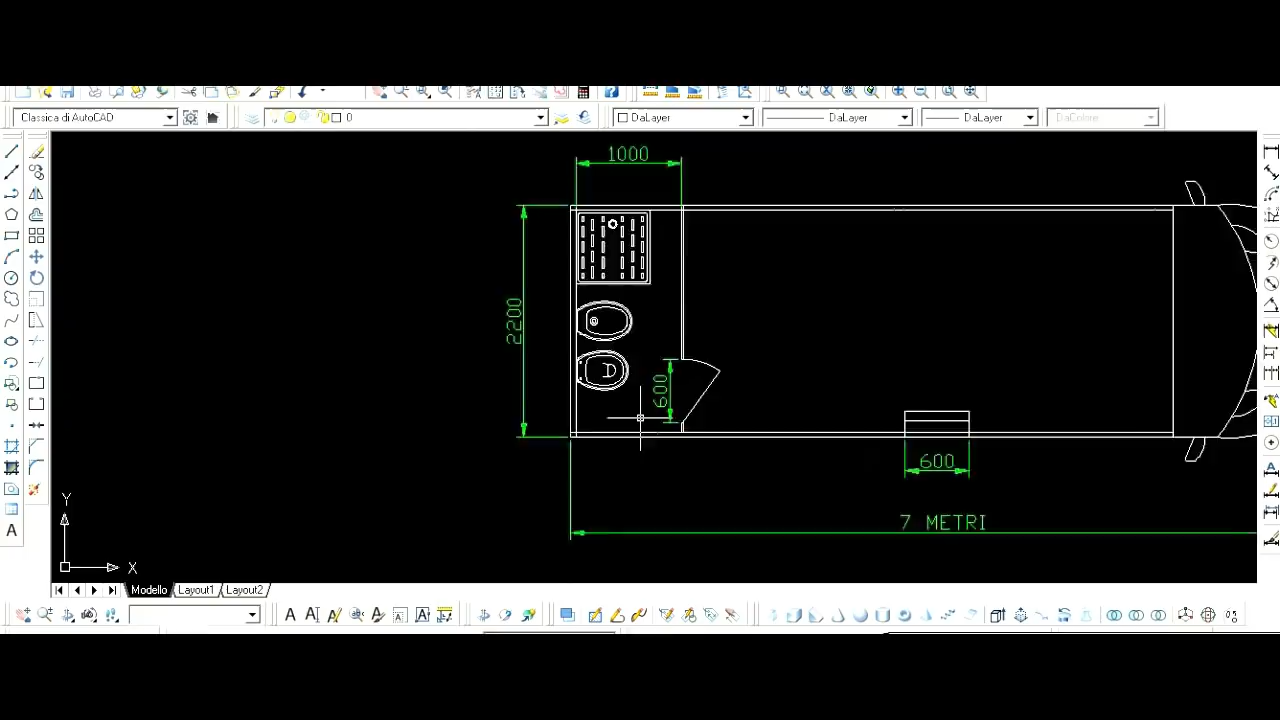 Classica di AutoCAD
0
DaLayer
DaLayer
DaLayer
DaColore
1000
2200
600
600
7 METRI
Y
X
Modello
Layout1
Layout2